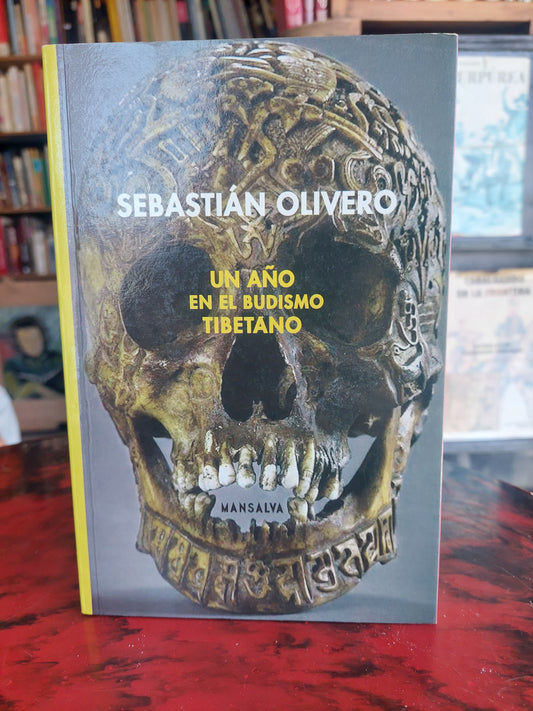 SEBASTIÁN OLIVERO
UN AÑO
EN EL BUDISMO
TIBETANO
MANSALVA